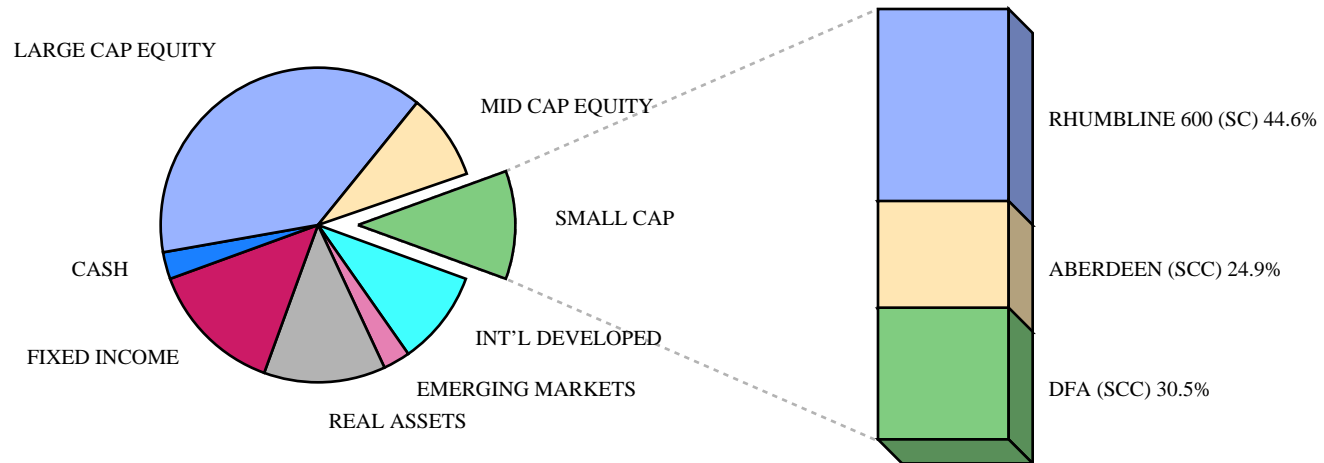 LARGE CAP EQUITY
MID CAP EQUITY
SMALL CAP
CASH
INT'L DEVELOPED
FIXED INCOME
EMERGING MARKETS
REAL ASSETS
RHUMBLINE 600 (SC) 44.6%
ABERDEEN (SCC) 24.9%
DFA (SCC) 30.5%